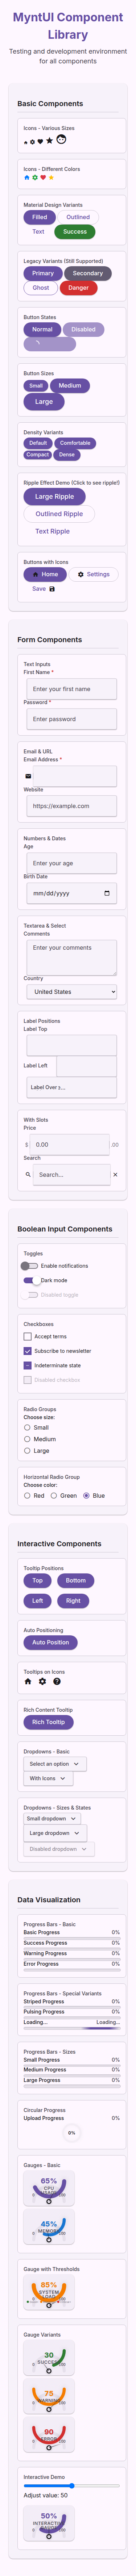 MyntUI Component
Library
Testing and development environment
for all components
Basic Components
Icons - Various Sizes
Icons - Different Colors
Material Design Variants
Filled
Outlined
Text
Success
Legacy Variants (Still Supported)
Primary
Secondary
Ghost
Danger
Button States
Normal
Disabled
Button Sizes
Small
Medium
Large
Density Variants
Default
Comfortable
Compact
Dense
Ripple Effect Demo (Click to see ripple!)
Large Ripple
Outlined Ripple
Text Ripple
Buttons with Icons
Home
Settings
Save
Form Components
Text Inputs
First Name *
Enter your first name
Password *
Enter password
Email & URL
Email Address *
Website
https://example.com
Numbers & Dates
Age
Enter your age
Birth Date
mm/dd/yyyy
Textarea & Select
Comments
Enter your comments
Country
United States
Label Positions
Label Top
Label Left
Label Over
With Slots
Price
$
0.00
.00
Search
Search...
Boolean Input Components
Toggles
Enable notifications
Dark mode
Disabled toggle
Checkboxes
Accept terms
Subscribe to newsletter
Indeterminate state
Disabled checkbox
Radio Groups
Choose size:
Small
Medium
Large
Horizontal Radio Group
Choose color:
Red
Green
Blue
Interactive Components
Tooltip Positions
Top
Bottom
Left
Right
Auto Positioning
Auto Position
Tooltips on Icons
Rich Content Tooltip
Rich Tooltip
Dropdowns - Basic
Select an option
With Icons
Dropdowns - Sizes & States
Small dropdown
Large dropdown
Disabled dropdown
Data Visualization
Progress Bars - Basic
Basic Progress 0%
Success Progress 0%
Warning Progress 0%
Error Progress 0%
Progress Bars - Special Variants
Striped Progress 0%
Pulsing Progress 0%
Loading... Loading...
Progress Bars - Sizes
Small Progress 0%
Medium Progress 0%
Large Progress 0%
Circular Progress
Upload Progress 0%
0%
Gauges - Basic
65%
CPU
45%
MEMORY
Gauge with Thresholds
85%
SYSTEM
Gauge Variants
30
SUCCESS
75
WARNING
90
ERROR
Interactive Demo
Adjust value: 50
50%
INTERACTIVE